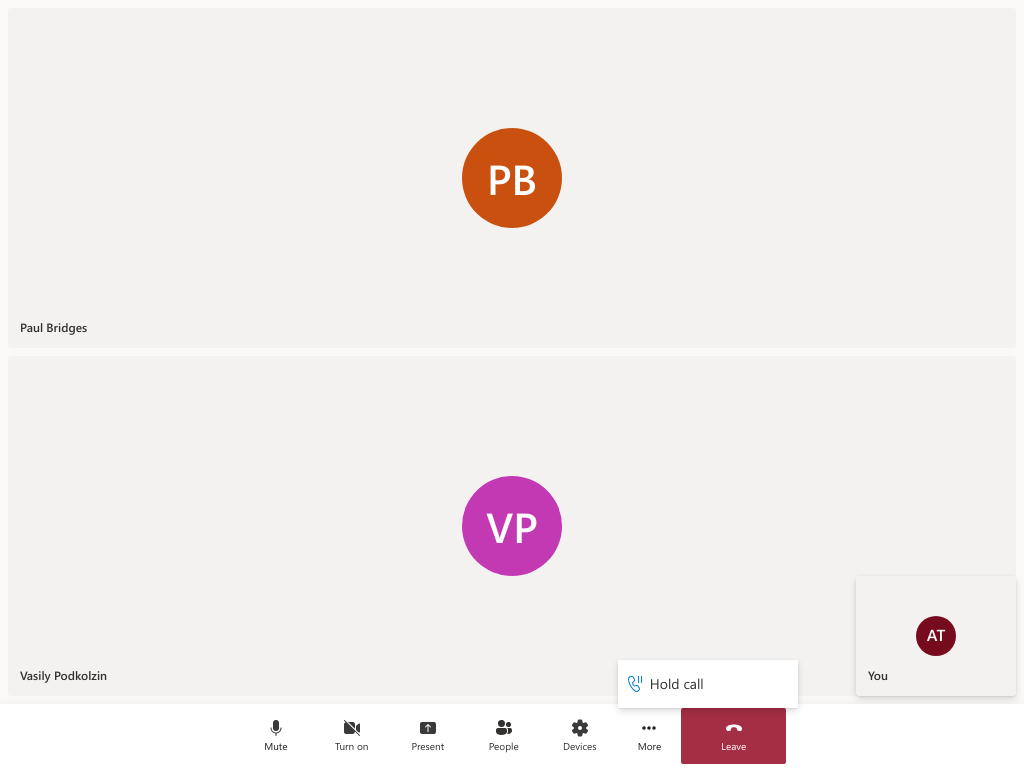 PB
Paul Bridges
VP
Vasily Podkolzin
AT
You
Hold call
Mute
Turn on
Present
People
Devices
More
Leave